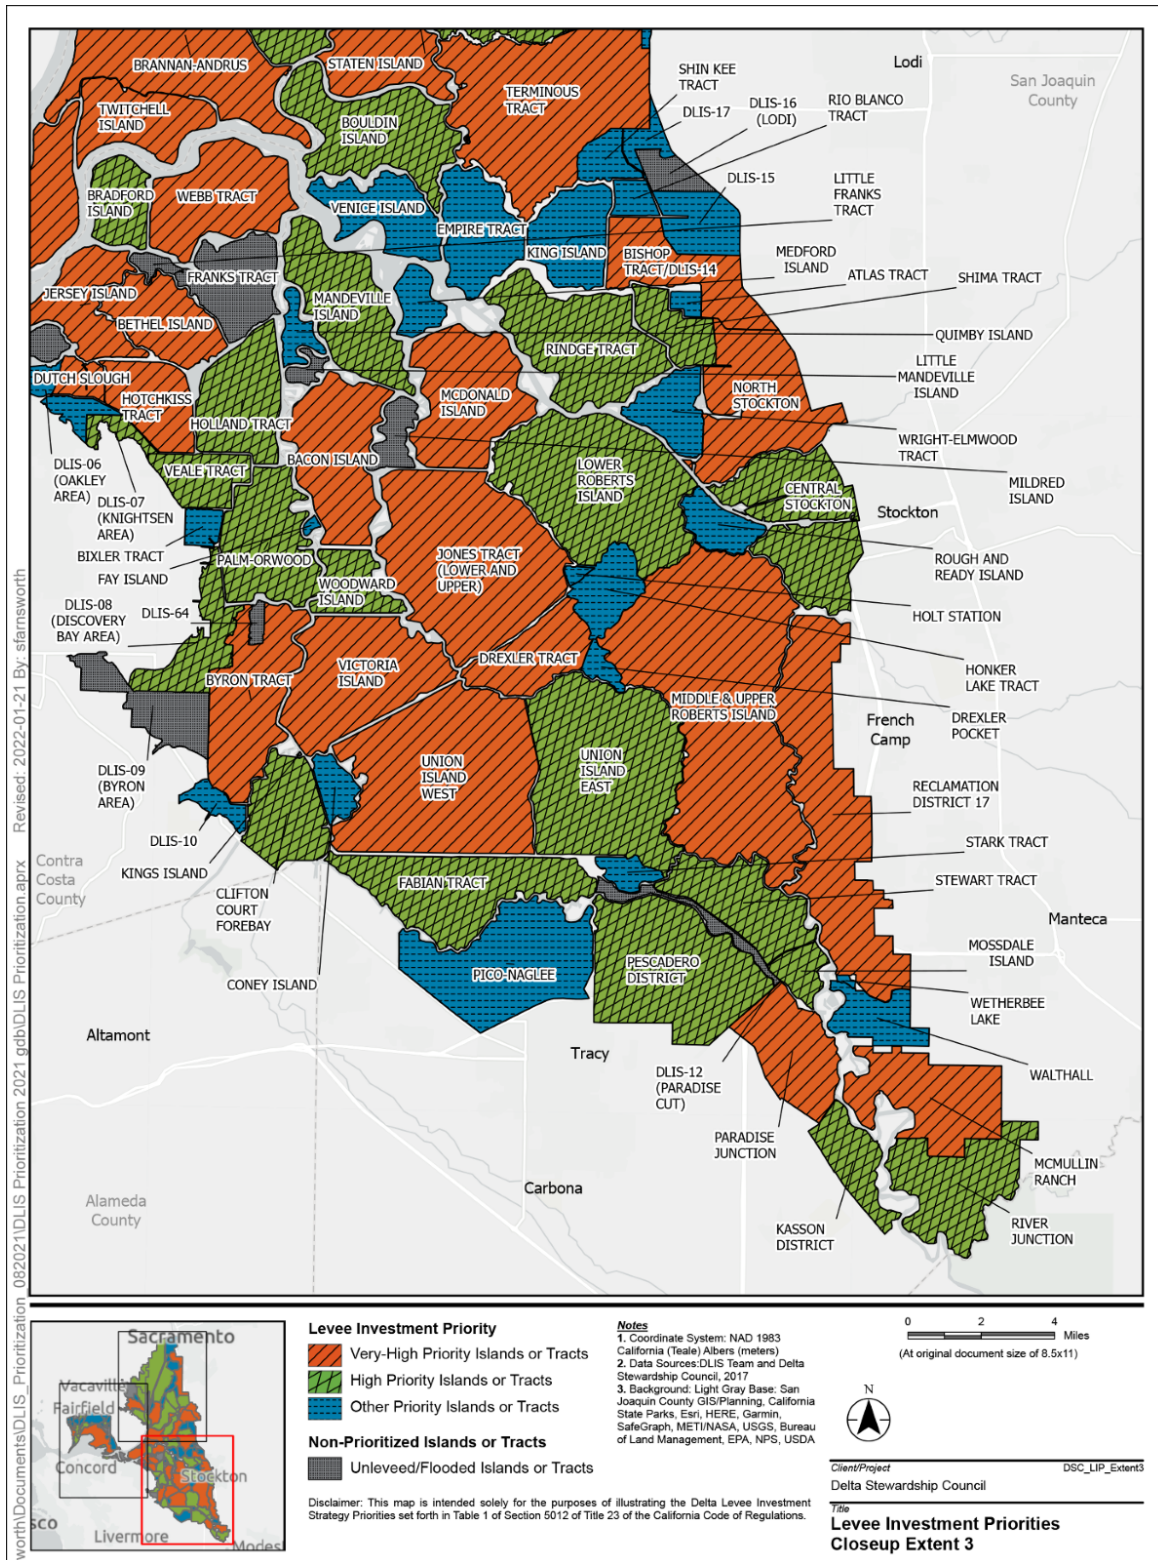 BRANNAN-ANDRUS
STATEN ISLAND
TERMINOUS
TRACT
SHIN KEE
TRACT
Lodi
San Joaquin
County
TWITCHELL
ISLAND
BOULDIN
ISLAND
DLIS-17
DLIS-16
(LODI)
RIO BLANCO
TRACT
BRADFORD
ISLAND
WEBB TRACT
VENICE ISLAND
EMPIRE TRACT
KING ISLAND
DLIS-15
LITTLE
FRANKS
TRACT
BISHOP
TRACT/DLIS-14
MEDFORD
ISLAND
ATLAS TRACT
SHIMA TRACT
FRANKS TRACT
JERSEY ISLAND
BETHEL ISLAND
MANDEVILLE
ISLAND
RINDGE TRACT
QUIMBY ISLAND
LITTLE
MANDEVILLE
ISLAND
DUTCH SLOUGH
HOTCHKISS
TRACT
HOLLAND TRACT
MCDONALD
ISLAND
NORTH
STOCKTON
WRIGHT-ELMWOOD
TRACT
BACON ISLAND
VEALE TRACT
LOWER
ROBERTS
ISLAND
MILDRED
ISLAND
DLIS-06
(OAKLEY
AREA)
DLIS-07
(KNIGHTSEN
AREA)
CENTRAL
STOCKTON
Stockton
BIXLER TRACT
FAY ISLAND
PALM-ORWOOD
WOODWARD
ISLAND
JONES TRACT
(LOWER AND
UPPER)
ROUGH AND
READY ISLAND
HOLT STATION
DLIS-08
(DISCOVERY
BAY AREA)
DLIS-64
BYRON TRACT
VICTORIA
ISLAND
DREXLER TRACT
HONKER
LAKE TRACT
MIDDLE & UPPER
ROBERTS ISLAND
DREXLER
POCKET
French
Camp
DLIS-09
(BYRON
AREA)
UNION
ISLAND
WEST
UNION
ISLAND
EAST
RECLAMATION
DISTRICT 17
DLIS-10
KINGS ISLAND
STARK TRACT
Contra
Costa
County
CLIFTON
COURT
FOREBAY
FABIAN TRACT
STEWART TRACT
Manteca
CONEY ISLAND
PICO-NAGLEE
PESCADERO
DISTRICT
MOSSDALE
ISLAND
WETHERBEE
LAKE
Altamont
Tracy
DLIS-12
(PARADISE
CUT)
WALTHALL
PARADISE
JUNCTION
MCMULLIN
RANCH
Carbona
Alameda
County
KASSON
DISTRICT
RIVER
JUNCTION
worth\Documents\DLIS_Prioritization_082021\DLIS Prioritization 2021 gdb\DLIS Prioritization.aprx Revised: 2022-01-21 By: sfarnsworth
Sacramento
Vacaville
Fairfield
Concord
Stockton
sco
Livermore
Modes
Levee Investment Priority
Very-High Priority Islands or Tracts
High Priority Islands or Tracts
Other Priority Islands or Tracts
Non-Prioritized Islands or Tracts
Unleveed/Flooded Islands or Tracts
Disclaimer: This map is intended solely for the purposes of illustrating the Delta Levee Investment
Strategy Priorities set forth in Table 1 of Section 5012 of Title 23 of the California Code of Regulations.
Notes
1. Coordinate System: NAD 1983
California (Teale) Albers (meters)
2. Data Sources:DLIS Team and Delta
Stewardship Council, 2017
3. Background: Light Gray Base: San
Joaquin County GIS/Planning, California
State Parks, Esri, HERE, Garmin,
SafeGraph, METI/NASA, USGS, Bureau
of Land Management, EPA, NPS, USDA
0 2 4
Miles
(At original document size of 8.5x11)
N
Client/Project DSC_LIP_Extent3
Delta Stewardship Council
Title
Levee Investment Priorities
Closeup Extent 3